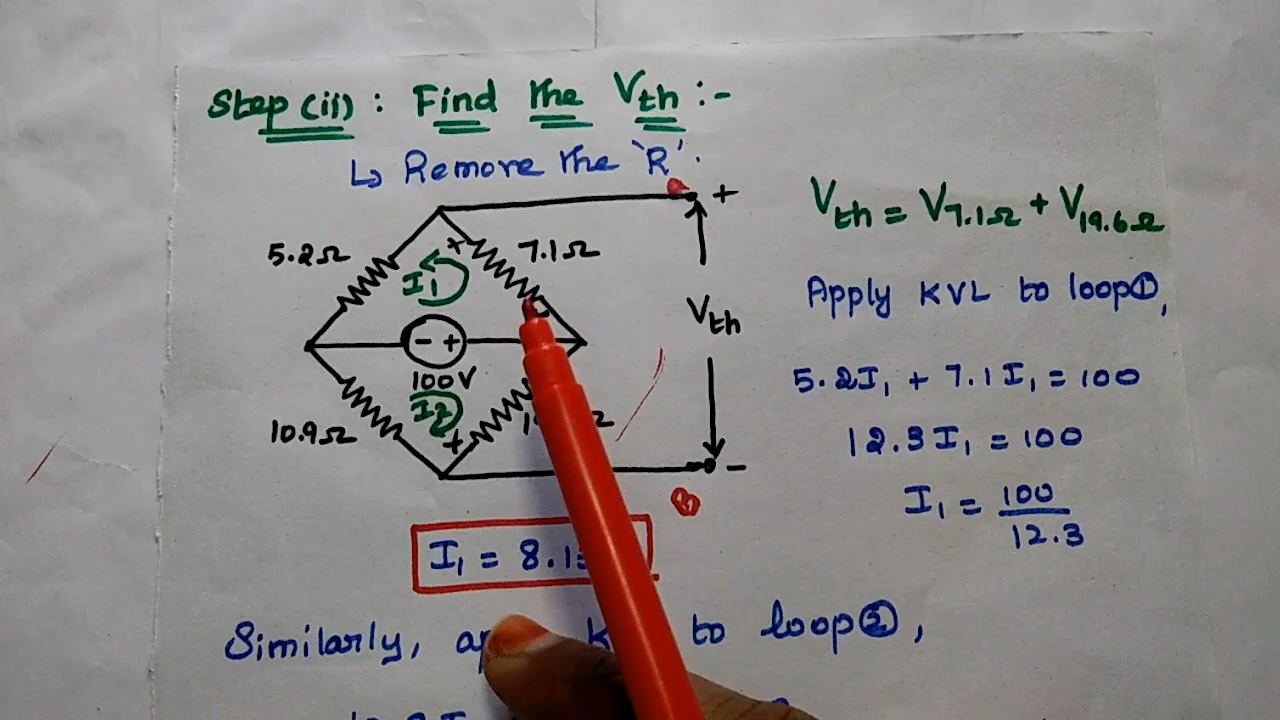 Step (ii) : Find the Vth :-
↳ Remove the 'R'.
+
Vth = V7.1Ω + V19.6Ω
5.2Ω
+
7.1Ω
I1
Apply KVL to loop①,
Vth
- +
100V
5.2I1 + 7.1I1 = 100
I2
10.9Ω
+
Ω
12.3I1 = 100
-
B
I1 = 100
12.3
I1 = 8.1
Similarly, to loop②,